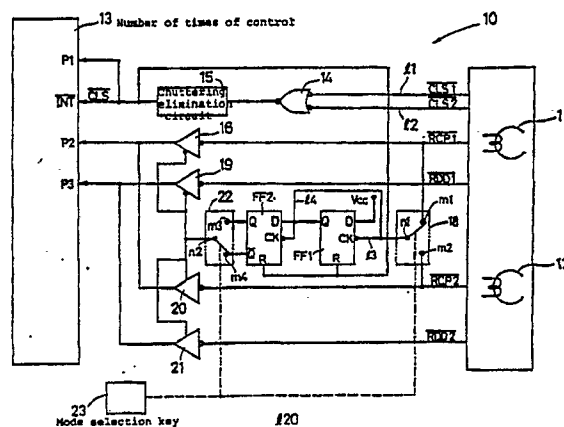 13 Number of times of control
10
P1
15
14
ℓ1
CLS
INT
Chuttering
elimination
circuit
CLS1
CLS2
ℓ2
P2
16
RCP1
1
P3
19
RDD1
22
FF2
ℓ4
Vcc
m1
m3
Q D
Q D
n1
18
n2
CK
CK
m2
Q
R
FF1
R
ℓ3
m4
RCP2
20
RDD2
21
23
Mode selection key
ℓ20